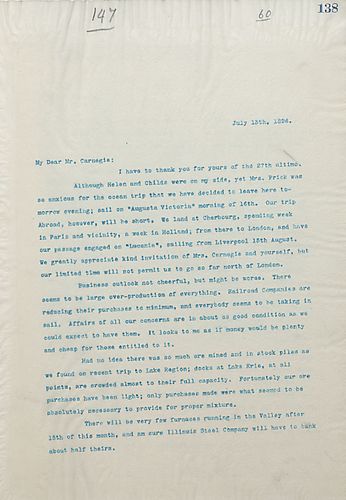 147
60
138
July 13th, 1896.
My Dear Mr. Carnegie:
I have to thank you for yours of the 27th ultimo.
Although Helen and Childs were on my side, yet Mrs. Frick was
so anxious for the ocean trip that we have decided to leave here to-
morrow evening; sail on "Augusta Victoria" morning of 16th. Our trip
Abroad, however, will be short. We land at Cherbourg, spending week
in Paris and vicinity, a week in Holland; from there to London, and have
our passage engaged on "Lucania", sailing from Liverpool 15th August.
We greatly appreciate kind invitation of Mrs. Carnegie and yourself, but
our limited time will not permit us to go so far north of London.
Business outlook not cheerful, but might be worse. There
seems to be large over-production of everything. Railroad Companies are
reducing their purchases to minimum, and everybody seems to be taking in
sail. Affairs of all our concerns are in about as good condition as we
could expect to have them. It looks to me as if money would be plenty
and cheap for those entitled to it.
Had no idea there was so much ore mined and in stock piles as
we found on recent trip to Lake Region; docks at Lake Erie, at all
points, are crowded almost to their full capacity. Fortunately our ore
purchases have been light; only purchases made were what seemed to be
absolutely necessary to provide for proper mixture.
There will be very few furnaces running in the Valley after
15th of this month, and am sure Illinois Steel Company will have to bank
about half theirs.